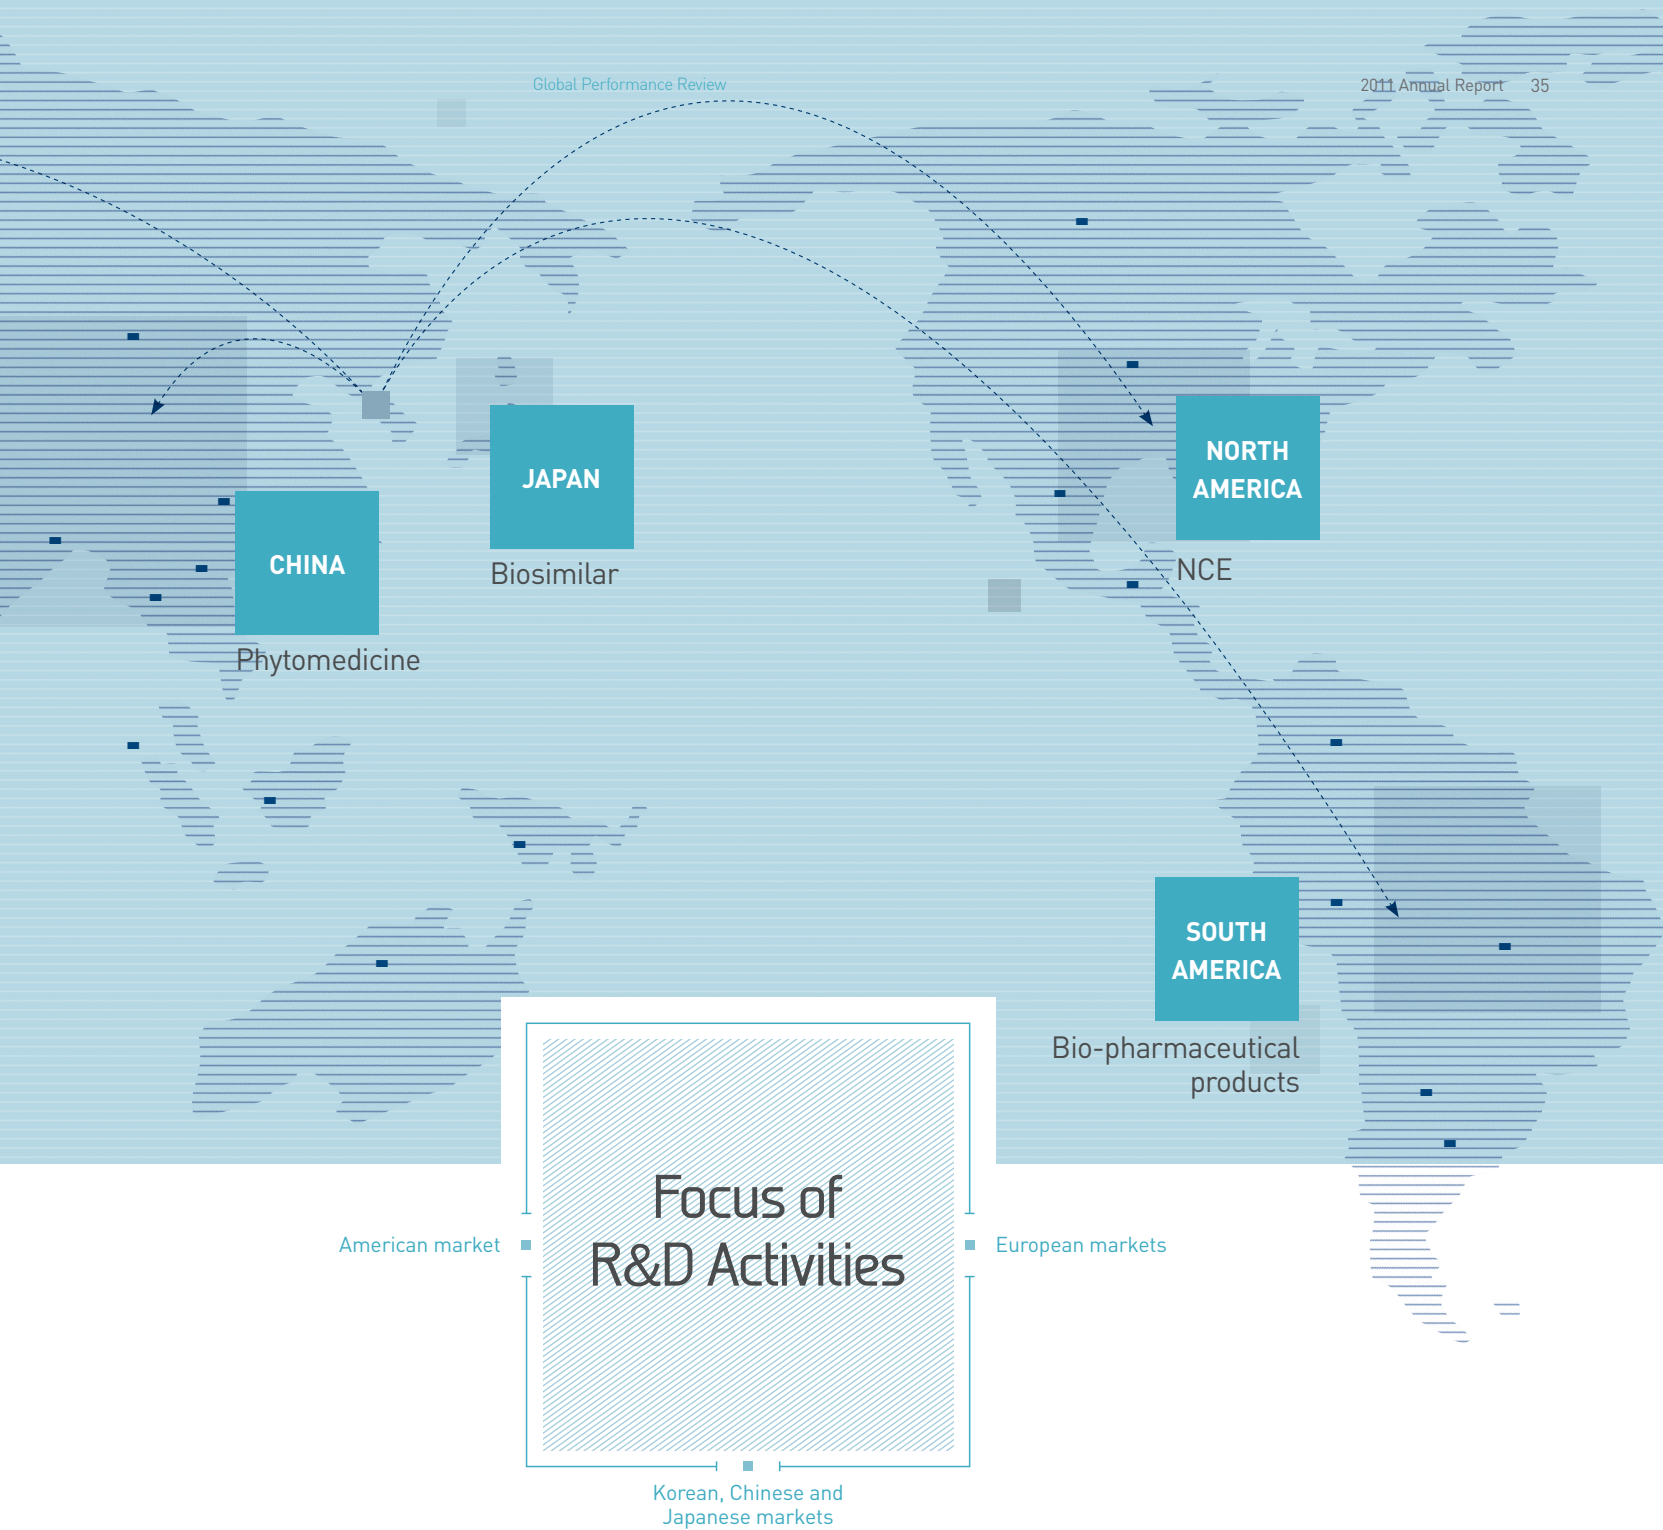 Global Performance Review
2011 Annual Report 35
JAPAN
Biosimilar
NORTH
AMERICA
NCE
CHINA
Phytomedicine
SOUTH
AMERICA
Bio-pharmaceutical
products
Focus of
R&D Activities
American market
European markets
Korean, Chinese and
Japanese markets